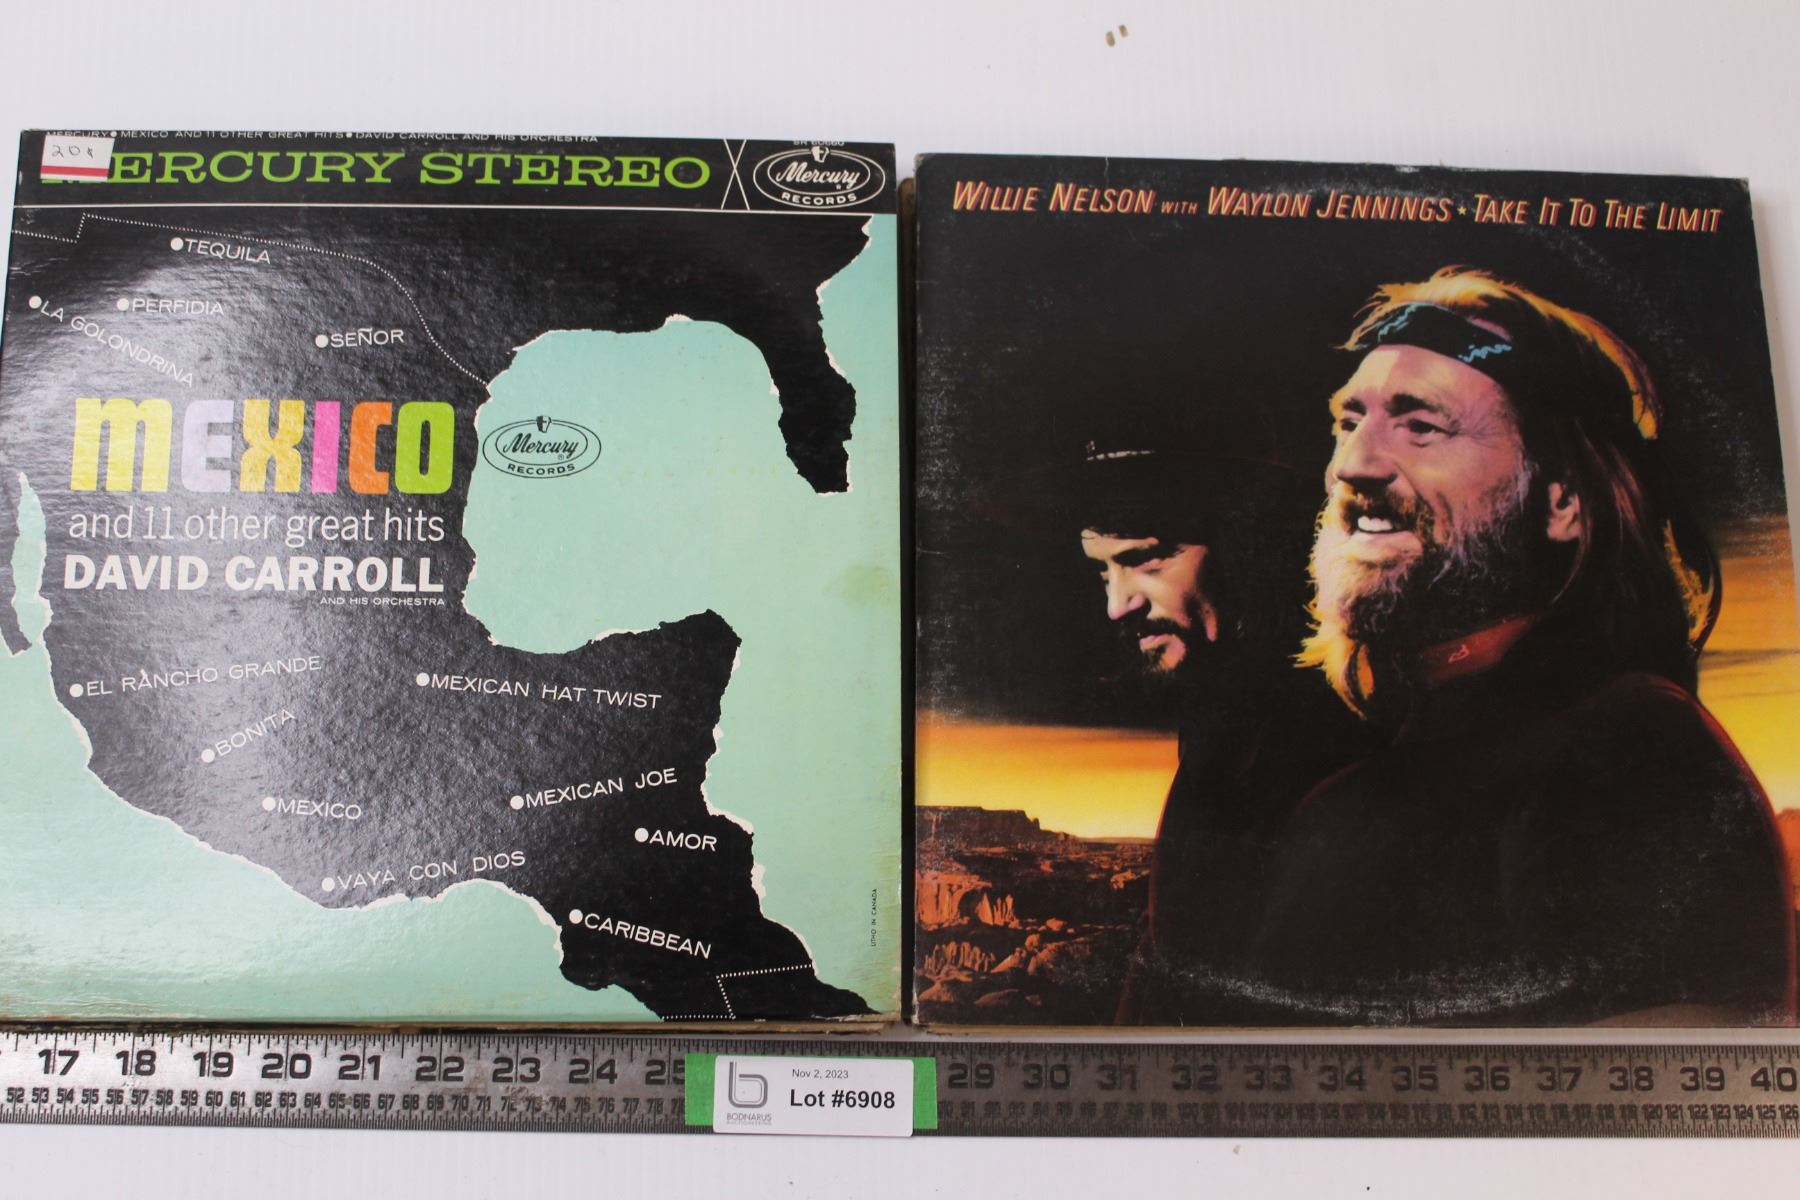 MERCURY • MEXICO AND 11 OTHER GREAT HITS • DAVID CARROLL AND HIS ORCHESTRA
SR 60660
20¢
MERCURY STEREO
Mercury
RECORDS
TEQUILA
LA GOLONDRINA
PERFIDIA
SEÑOR
MEXICO
and 11 other great hits
DAVID CARROLL
AND HIS ORCHESTRA
Mercury
RECORDS
EL RANCHO GRANDE
MEXICAN HAT TWIST
BONITA
MEXICO
MEXICAN JOE
AMOR
VAYA CON DIOS
CARIBBEAN
LITHO IN CANADA
WILLIE NELSON WITH WAYLON JENNINGS ★ TAKE IT TO THE LIMIT
17 18 19 20 21 22 23 24 25 29 30 31 32 33 34 35 36 37 38 39 40
Nov 2, 2023
Lot #6908
b
BODNARUS
AUCTIONEERING